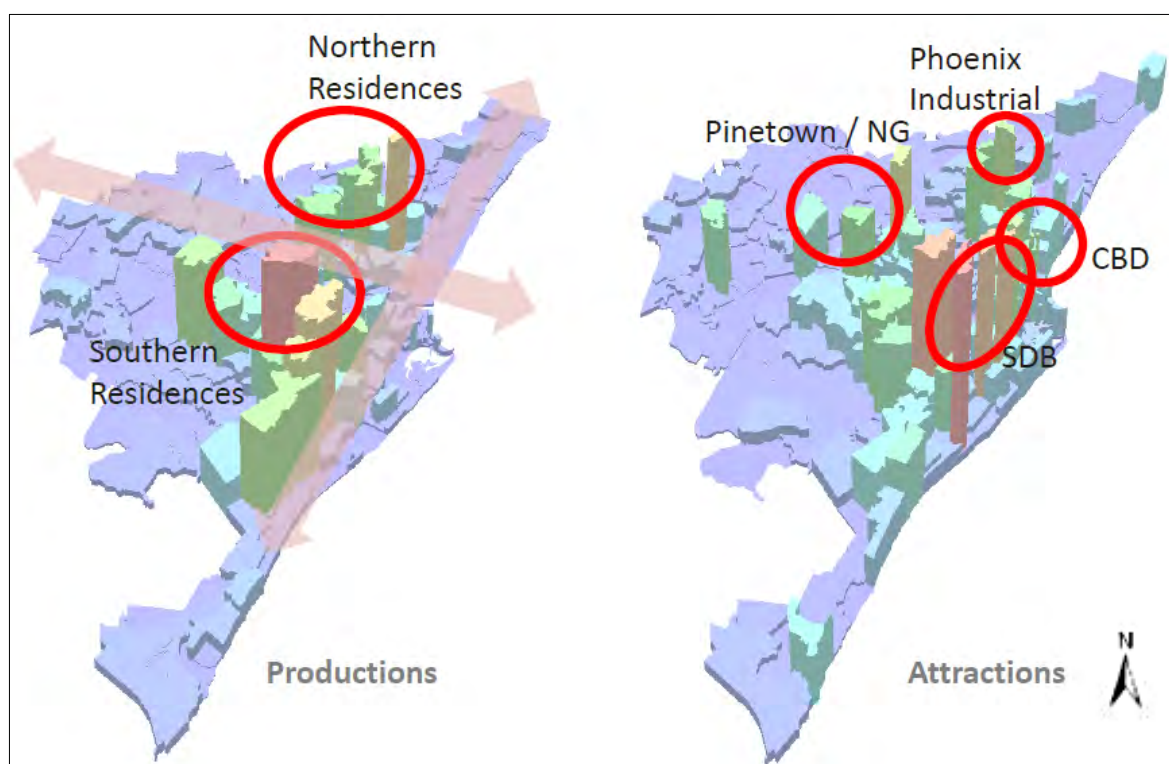 Northern
Residences
Southern
Residences
Productions
Phoenix
Industrial
Pinetown / NG
CBD
SDB
Attractions
N